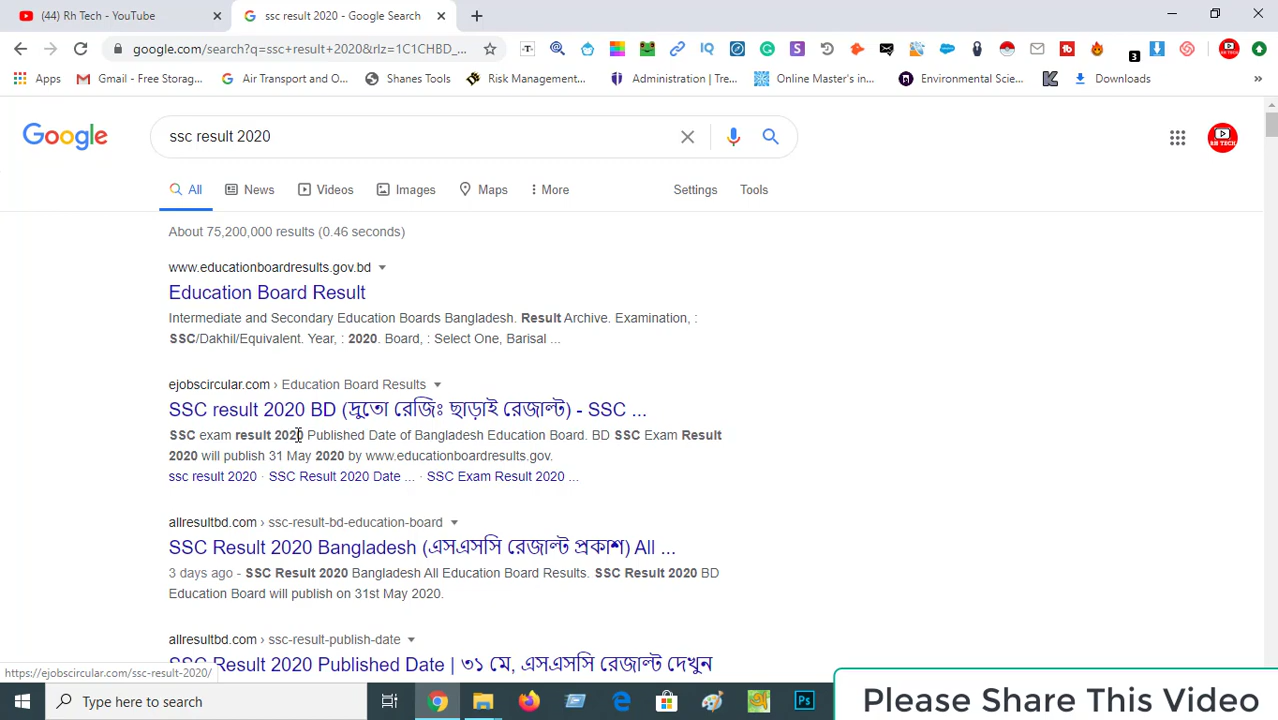 (44) Rh Tech - YouTube
ssc result 2020 - Google Search
google.com/search?q=ssc+result+2020&rlz=1C1CHBD_...
Apps
Gmail - Free Storag...
Air Transport and O...
Shanes Tools
Risk Management...
Administration | Tre...
Online Master's in...
Environmental Scie...
Downloads
Google
ssc result 2020
All
News
Videos
Images
Maps
More
Settings
Tools
About 75,200,000 results (0.46 seconds)
www.educationboardresults.gov.bd
Education Board Result
Intermediate and Secondary Education Boards Bangladesh. Result Archive. Examination, :
SSC/Dakhil/Equivalent. Year, : 2020. Board, : Select One, Barisal ...
ejobscircular.com › Education Board Results
SSC result 2020 BD (দ্রুতো রেজিঃ ছাড়াই রেজাল্ট) - SSC ...
SSC exam result 2020 Published Date of Bangladesh Education Board. BD SSC Exam Result
2020 will publish 31 May 2020 by www.educationboardresults.gov.
ssc result 2020 · SSC Result 2020 Date ... · SSC Exam Result 2020 ...
allresultbd.com › ssc-result-bd-education-board
SSC Result 2020 Bangladesh (এসএসসি রেজাল্ট প্রকাশ) All ...
3 days ago - SSC Result 2020 Bangladesh All Education Board Results. SSC Result 2020 BD
Education Board will publish on 31st May 2020.
allresultbd.com › ssc-result-publish-date
SSC Result 2020 Published Date | ৩১ মে, এসএসসি রেজাল্ট দেখুন
https://ejobscircular.com/ssc-result-2020/
Type here to search
Please Share This Video